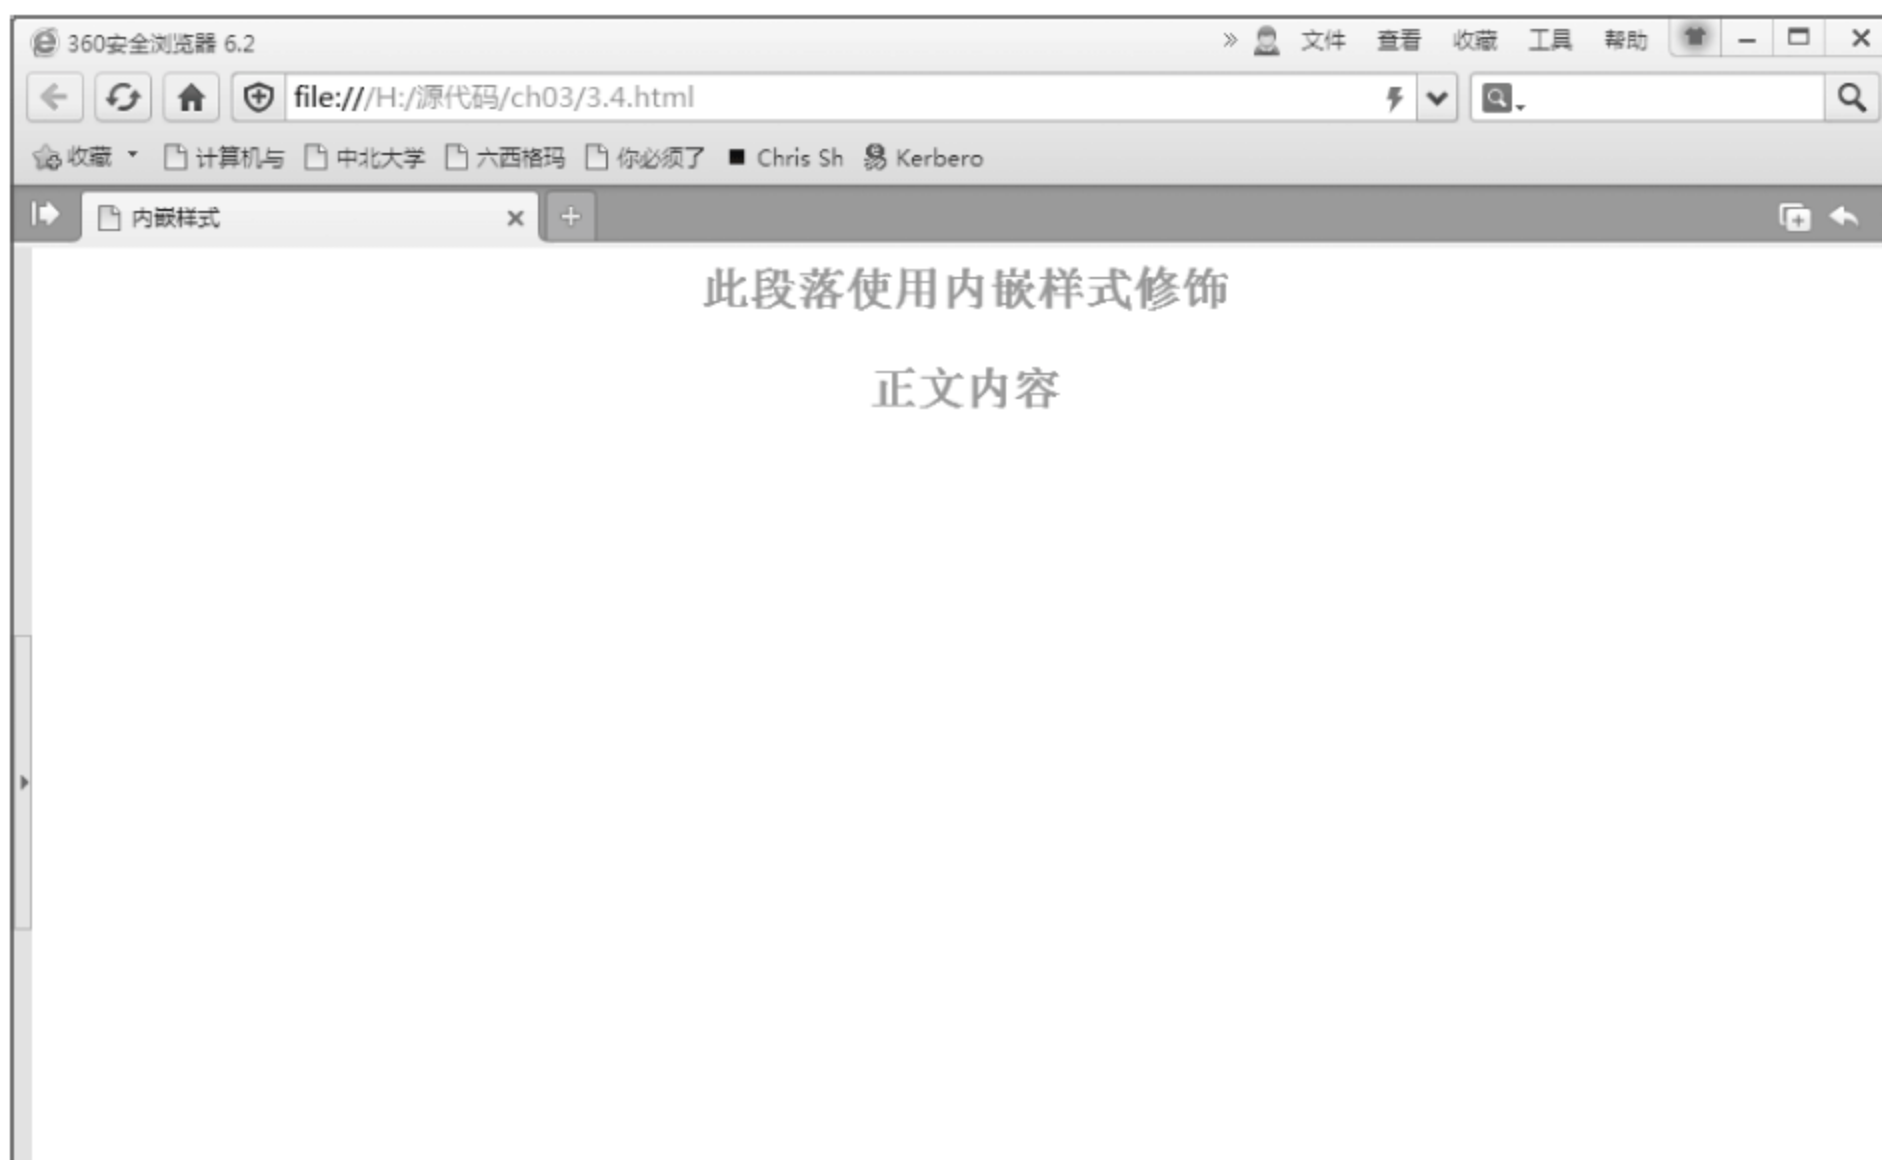 360安全浏览器 6.2
» 文件 查看 收藏 工具 帮助
file:///H:/源代码/ch03/3.4.html
收藏 计算机与 中北大学 六西格玛 你必须了 Chris Sh Kerbero
内嵌样式
此段落使用内嵌样式修饰
正文内容